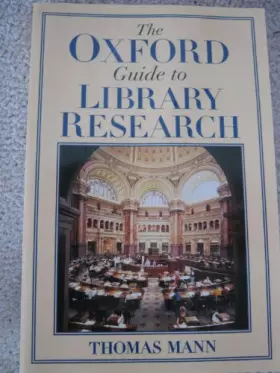 The
OXFORD
Guide to
LIBRARY
RESEARCH
THOMAS MANN